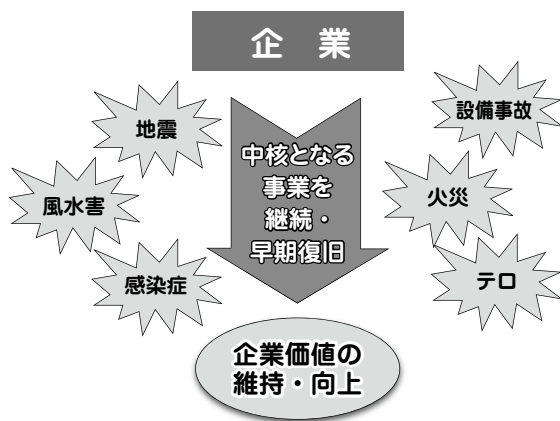 企 業
地震
風水害
感染症
中核となる
事業を
継続・
早期復旧
設備事故
火災
テロ
企業価値の
維持・向上